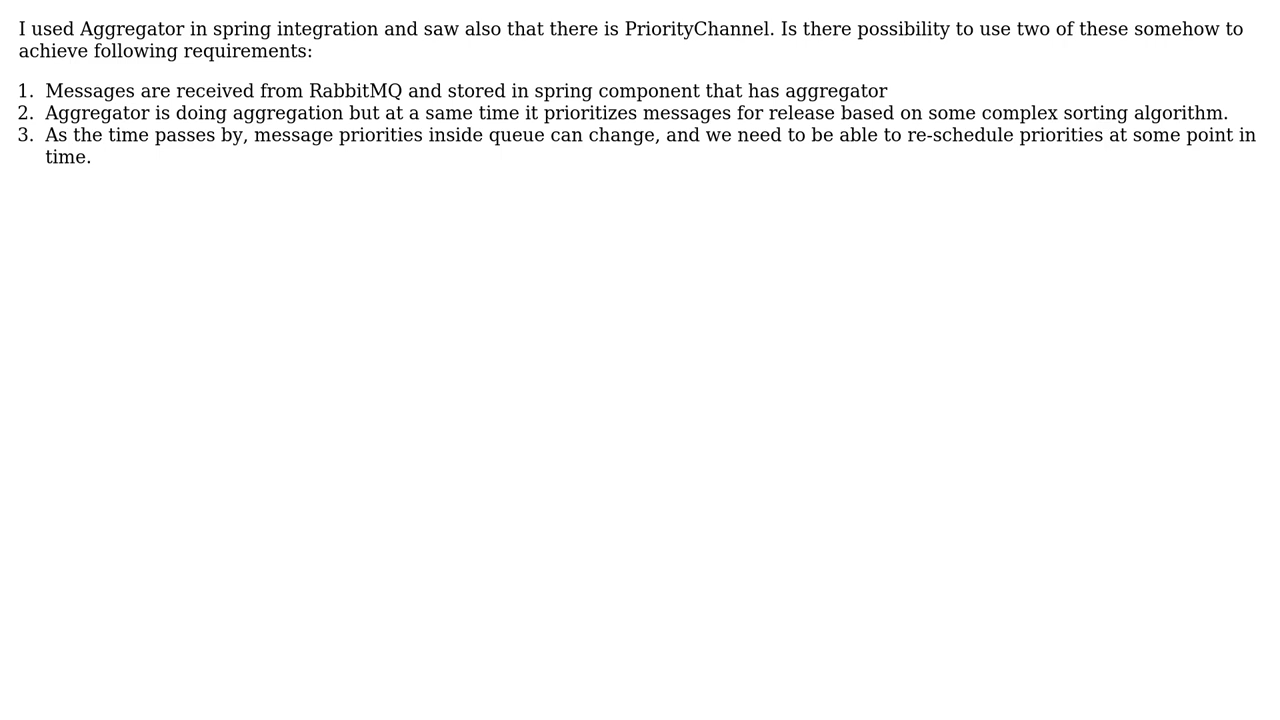 I used Aggregator in spring integration and saw also that there is PriorityChannel. Is there possibility to use two of these somehow to
achieve following requirements:
1. Messages are received from RabbitMQ and stored in spring component that has aggregator
2. Aggregator is doing aggregation but at a same time it prioritizes messages for release based on some complex sorting algorithm.
3. As the time passes by, message priorities inside queue can change, and we need to be able to re-schedule priorities at some point in
time.